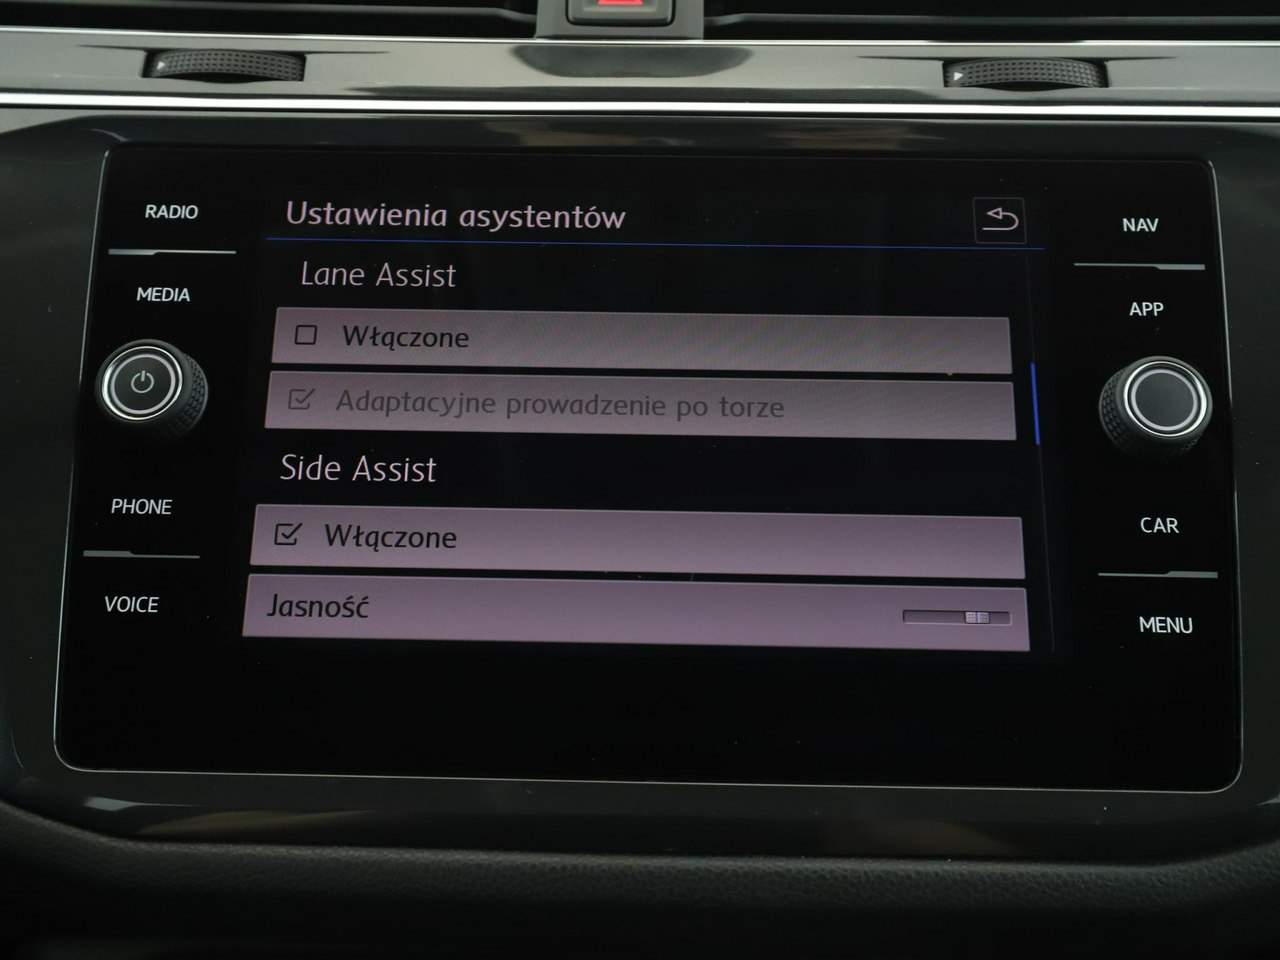 RADIO
MEDIA
PHONE
VOICE
Ustawienia asystentów
Lane Assist
Włączone
Adaptacyjne prowadzenie po torze
Side Assist
Włączone
Jasność
NAV
APP
CAR
MENU